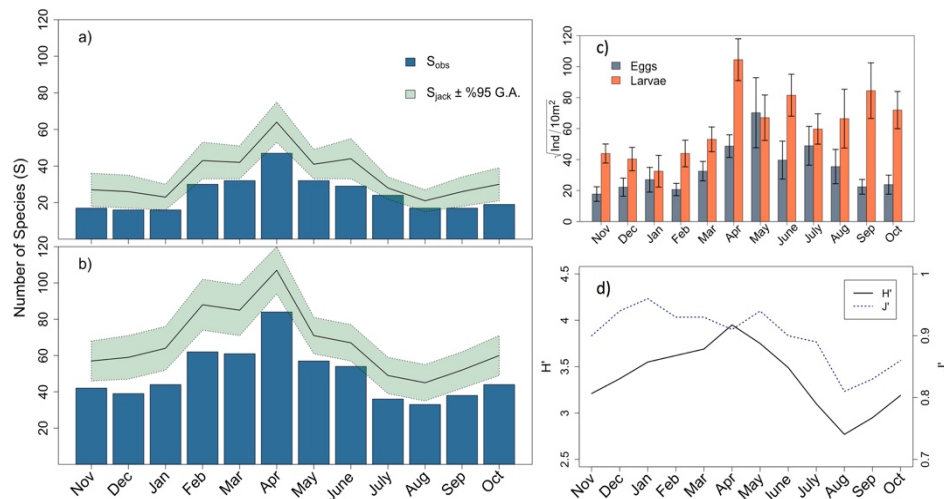 Number of Species (S)
a)
S_obs
S_jack ± %95 G.A.
120
100
80
60
40
20
b)
120
100
80
60
40
20
Nov Dec Jan Feb Mar Apr May June July Aug Sep Oct
c)
Eggs
Larvae
√Ind/10m²
120
100
80
60
40
20
0
Nov Dec Jan Feb Mar Apr May June July Aug Sep Oct
d)
H'
J'
H'
4.5
4
3.5
3
2.5
J'
1
0.9
0.8
0.7
Nov Dec Jan Feb Mar Apr May June July Aug Sep Oct